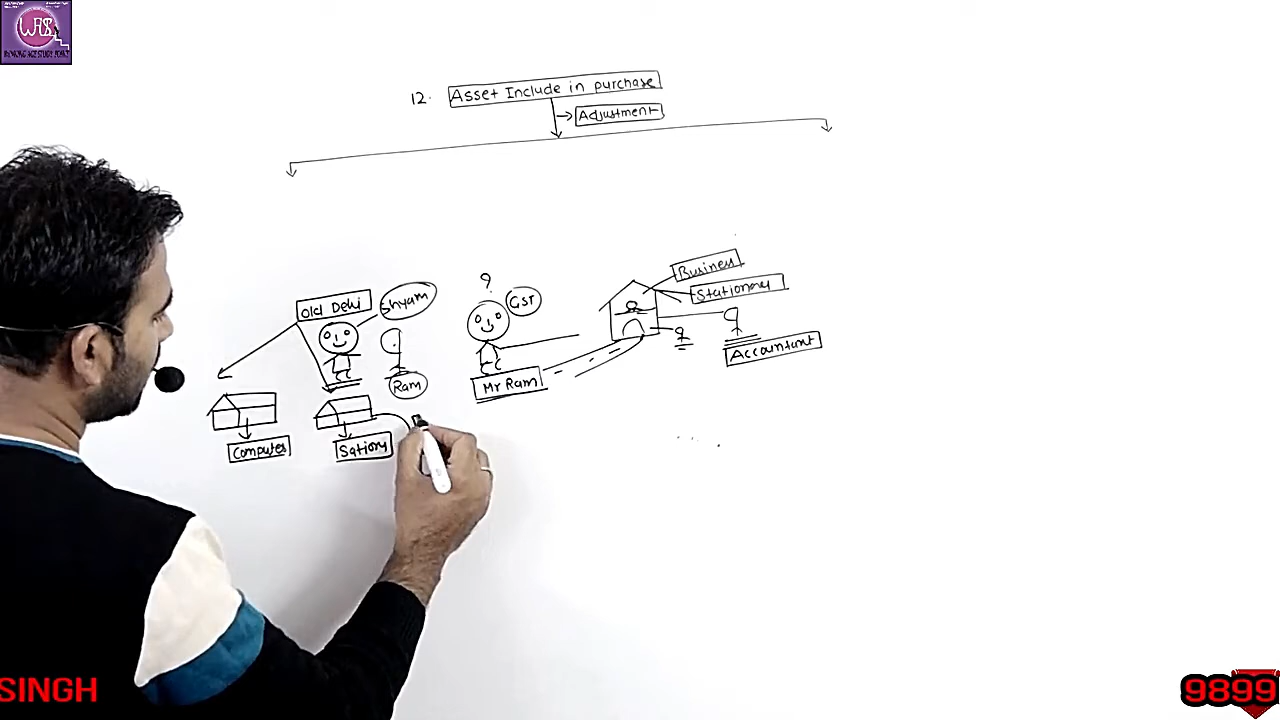 WAS
12. Asset Include in purchase
Adjustment
Business
Stationery
Old Delhi
Shyam
?
GST
Accountant
Ram
Mr Ram
Computer
Sationy
SINGH
9899